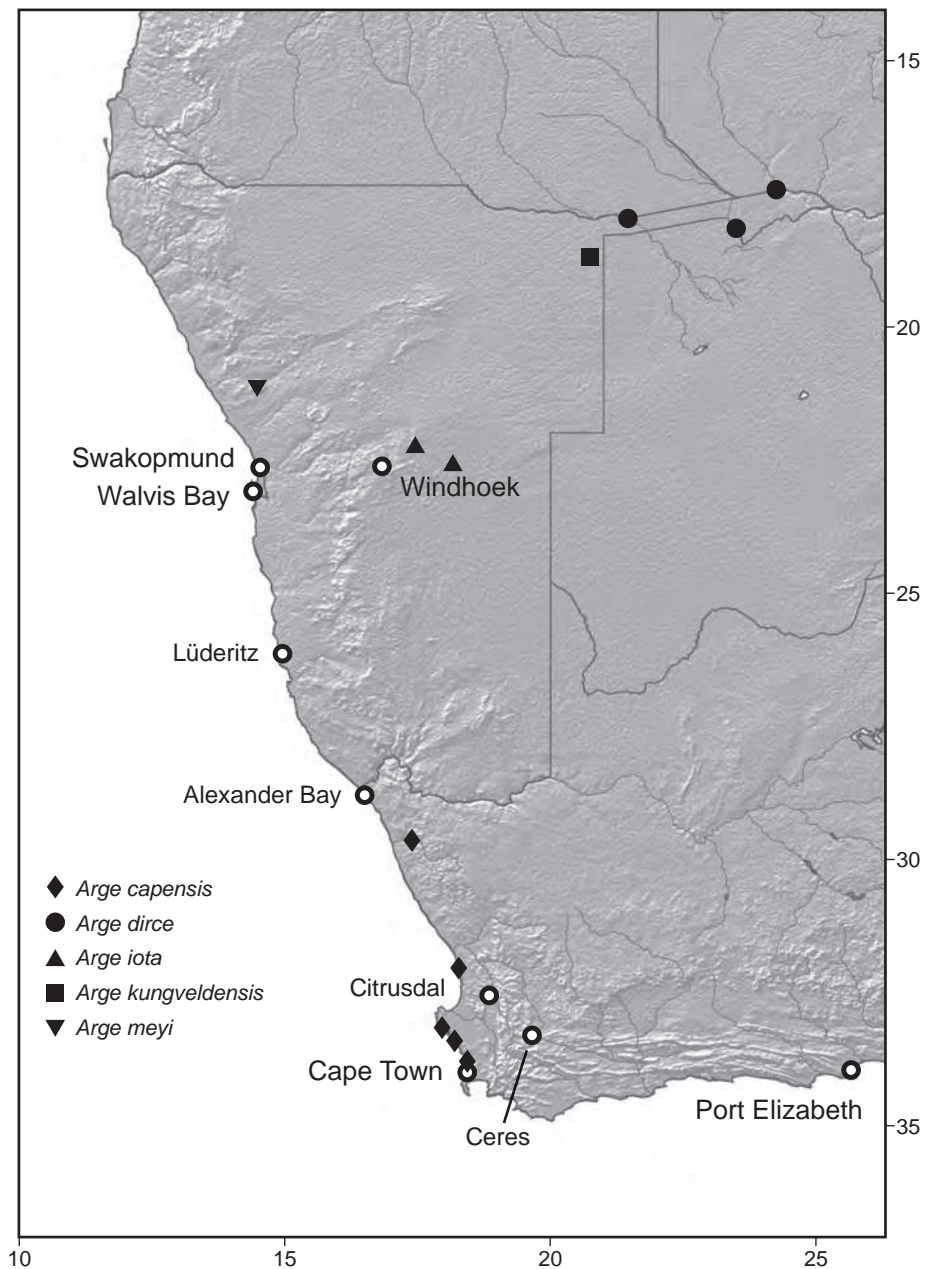 15
20
Swakopmund
Walvis Bay
Windhoek
25
Lüderitz
Alexander Bay
30
Arge capensis
Arge dirce
Arge iota
Arge kungveldensis
Arge meyi
Citrusdal
Cape Town
Port Elizabeth
Ceres
35
10 15 20 25